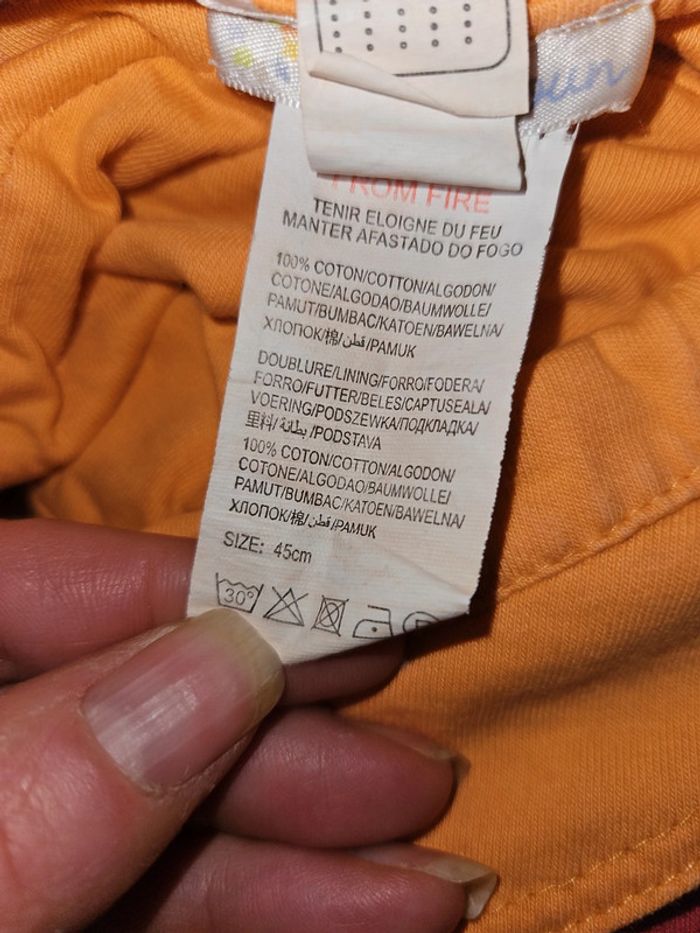 FROM FIRE
TENIR ELOIGNE DU FEU
MANTER AFASTADO DO FOGO
100% COTON/COTTON/ALGODON/
COTONE/ALGODAO/BAUMWOLLE/
PAMUT/BUMBAC/KATOEN/BAWELNA/
ХЛОПОК/棉/قطن/PAMUK
DOUBLURE/LINING/FORRO/FODERA/
FORRO/FUTTER/BELES/CAPTUSEALA/
VOERING/PODSZEWKA/ПОДКЛАДКА/
里料/بطانة/PODSTAVA
100% COTON/COTTON/ALGODON/
COTONE/ALGODAO/BAUMWOLLE/
PAMUT/BUMBAC/KATOEN/BAWELNA/
ХЛОПОК/棉/قطن/PAMUK
SIZE: 45cm
30°